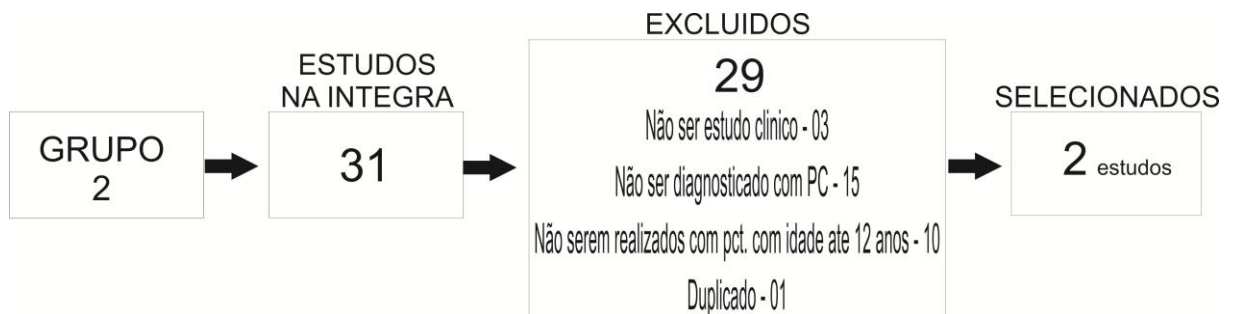 GRUPO
2
ESTUDOS
NA INTEGRA
31
EXCLUIDOS
29
Não ser estudo clinico - 03
Não ser diagnosticado com PC - 15
Não serem realizados com pct. com idade ate 12 anos - 10
Duplicado - 01
SELECIONADOS
2 estudos